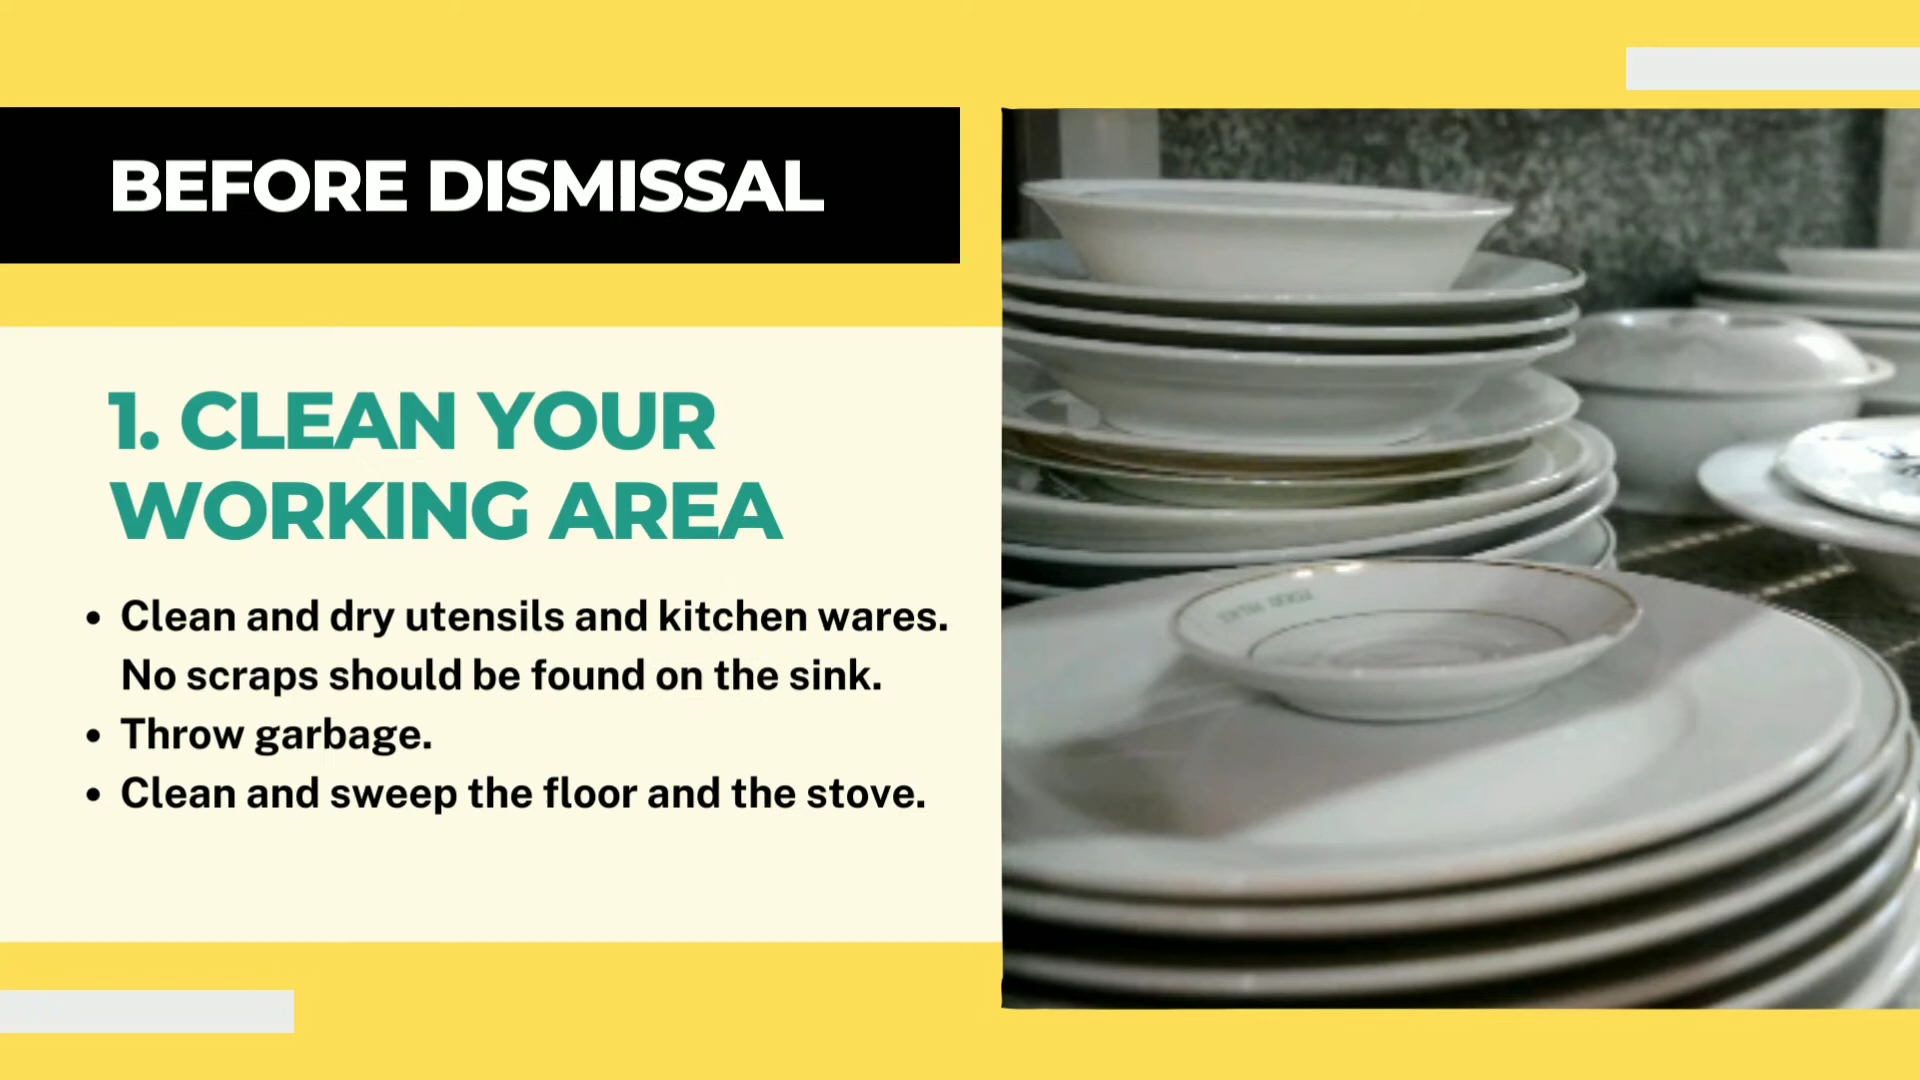 BEFORE DISMISSAL
1. CLEAN YOUR
WORKING AREA
• Clean and dry utensils and kitchen wares.
No scraps should be found on the sink.
• Throw garbage.
• Clean and sweep the floor and the stove.